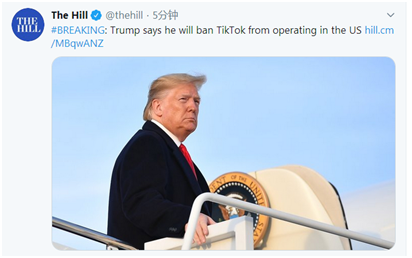 The Hill @thehill · 5分钟
#BREAKING: Trump says he will ban TikTok from operating in the US hill.cm
/MBqwANZ
THE
HILL